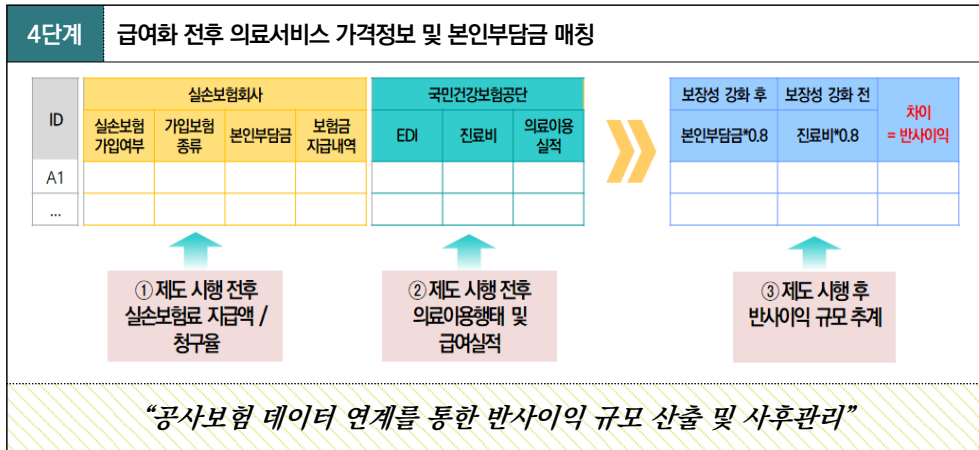 4단계 급여화 전후 의료서비스 가격정보 및 본인부담금 매칭
ID
실손보험회사
국민건강보험공단
보장성 강화 후
보장성 강화 전
차이
= 반사이익
실손보험
가입여부
가입보험
종류
본인부담금
보험금
지급내역
EDI
진료비
의료이용
실적
본인부담금*0.8
진료비*0.8
A1
...
① 제도 시행 전후
실손보험료 지급액 /
청구율
② 제도 시행 전후
의료이용행태 및
급여실적
③ 제도 시행 후
반사이익 규모 추계
“공사보험 데이터 연계를 통한 반사이익 규모 산출 및 사후관리”